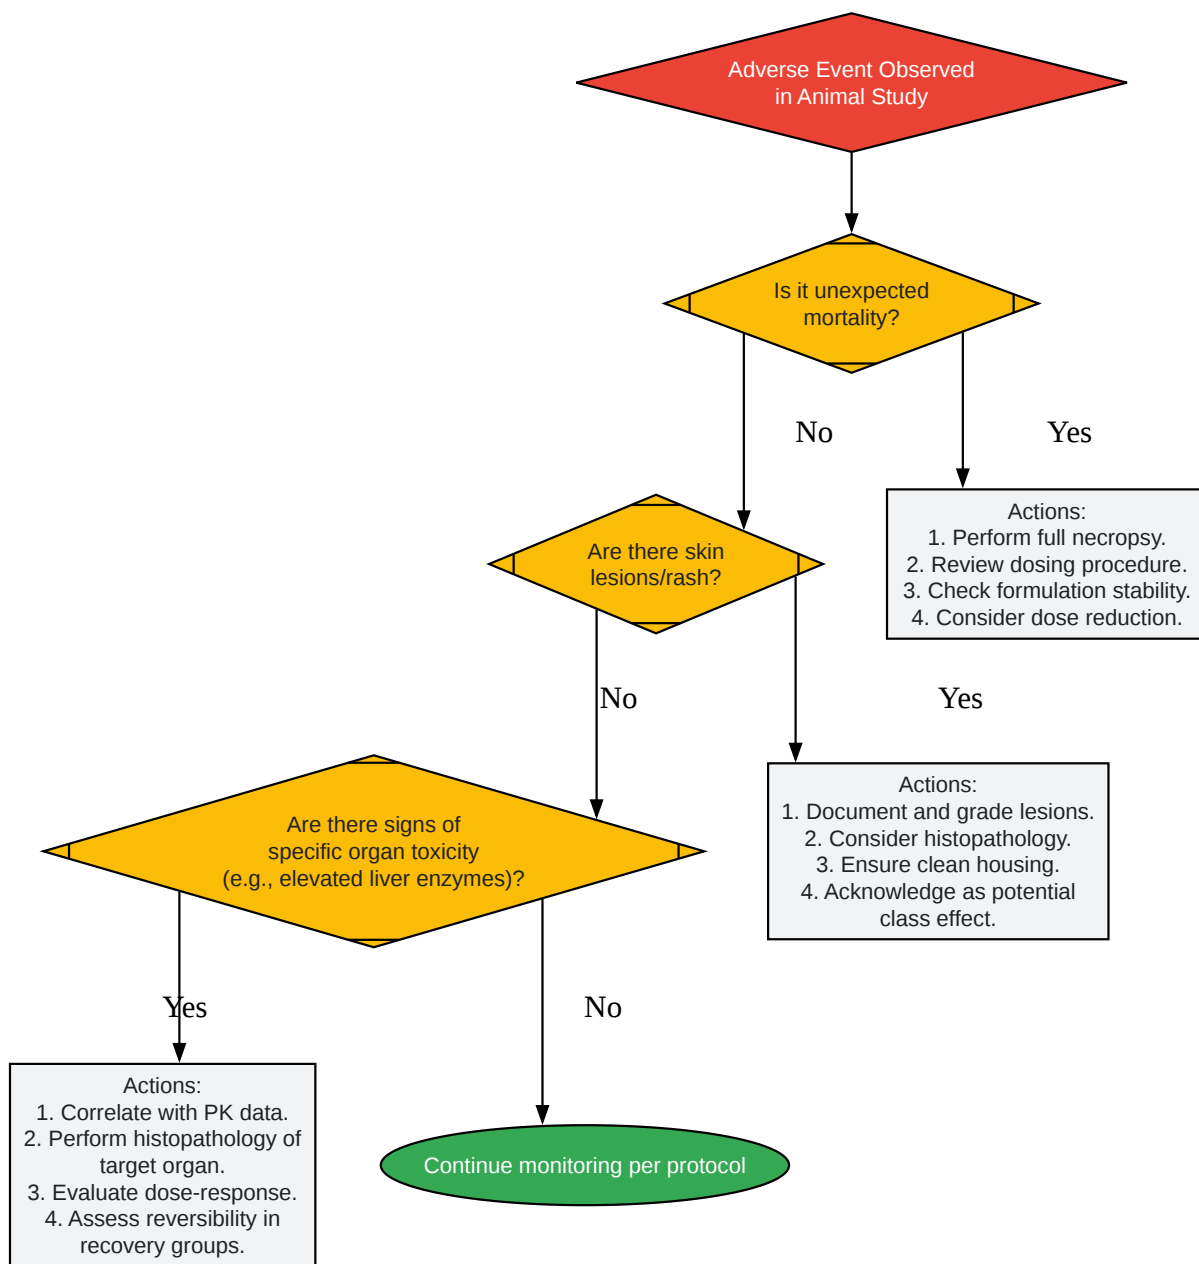 Adverse Event Observed
in Animal Study
Is it unexpected
mortality?
No
Yes
Actions:
1. Perform full necropsy.
2. Review dosing procedure.
3. Check formulation stability.
4. Consider dose reduction.
Are there skin
lesions/rash?
No
Yes
Actions:
1. Document and grade lesions.
2. Consider histopathology.
3. Ensure clean housing.
4. Acknowledge as potential
class effect.
Are there signs of
specific organ toxicity
(e.g., elevated liver enzymes)?
Yes
No
Actions:
1. Correlate with PK data.
2. Perform histopathology of
target organ.
3. Evaluate dose-response.
4. Assess reversibility in
recovery groups.
Continue monitoring per protocol